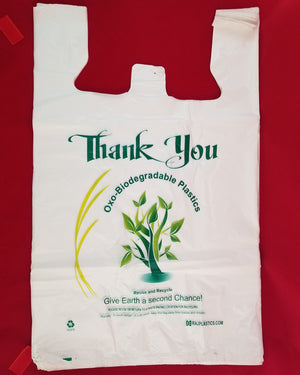 Thank You
Oxo-Biodegradable Plastics
Reuse and Recycle
Give Earth a second Chance!
RAJPLASTICS.COM